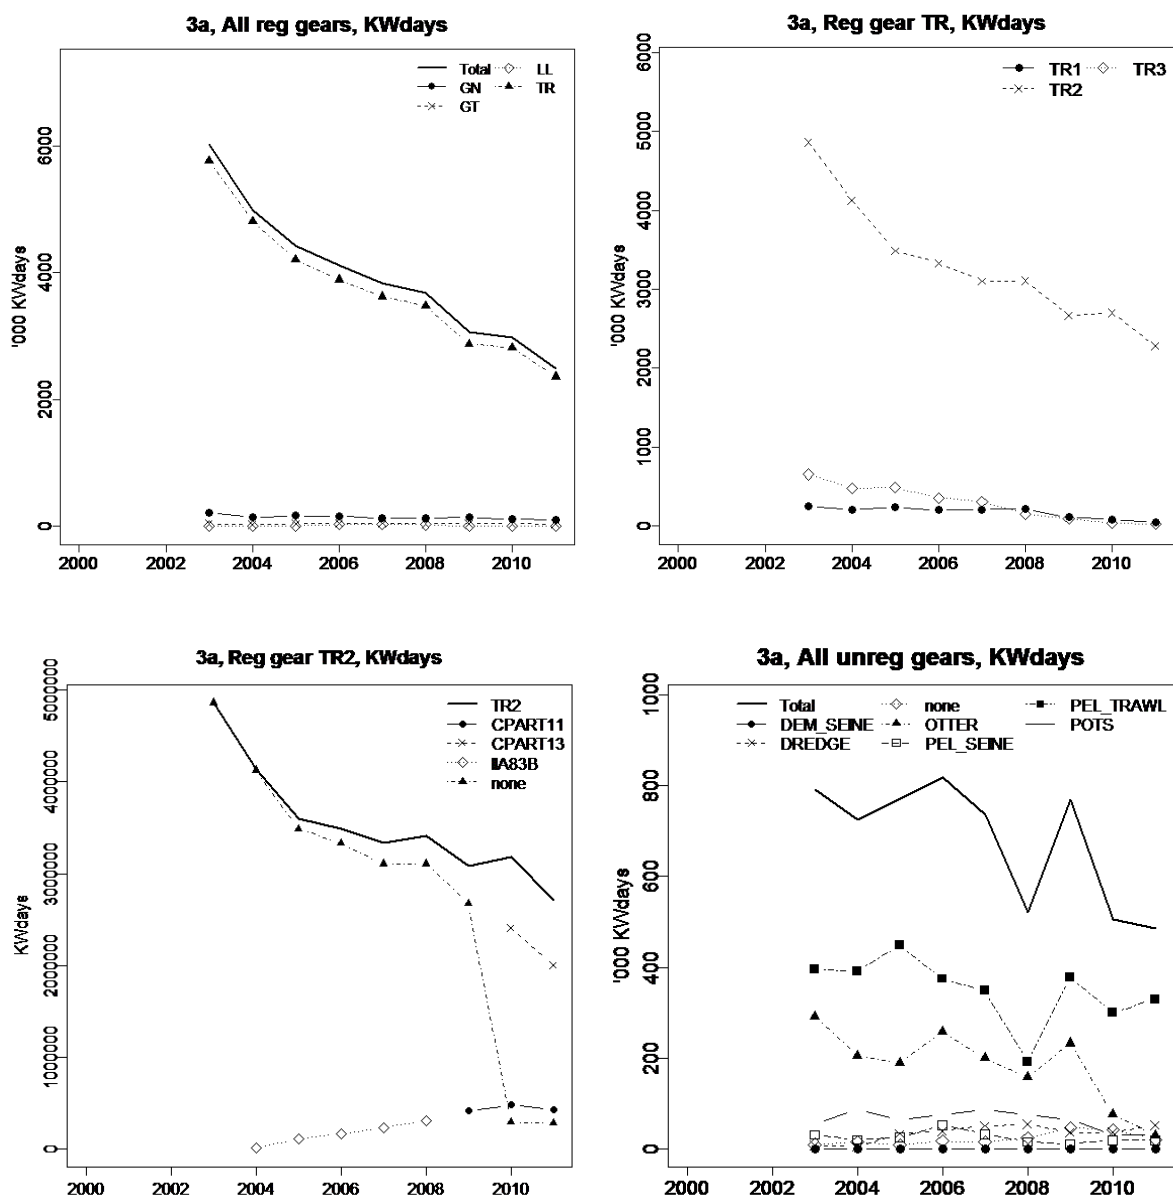 3a, All reg gears, KWdays
Total LL
GN TR
GT
'000 KWdays
6000
4000
2000
0
2000 2002 2004 2006 2008 2010
3a, Reg gear TR, KWdays
TR1 TR3
TR2
'000 KWdays
6000
5000
4000
3000
2000
1000
0
2000 2002 2004 2006 2008 2010
3a, Reg gear TR2, KWdays
TR2
CPART11
CPART13
IIA83B
none
KWdays
5000000
4000000
3000000
2000000
1000000
0
2000 2002 2004 2006 2008 2010
3a, All unreg gears, KWdays
Total none PEL_TRAWL
DEM_SEINE OTTER POTS
DREDGE PEL_SEINE
'000 KWdays
1000
800
600
400
200
0
2000 2002 2004 2006 2008 2010